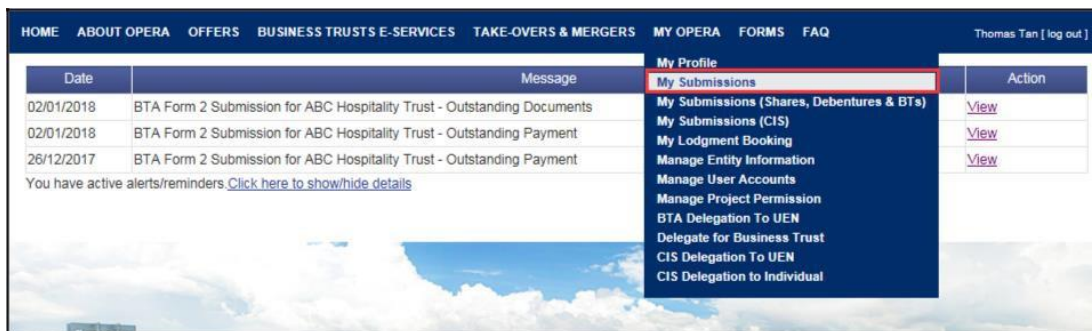 HOME ABOUT OPERA OFFERS BUSINESS TRUSTS E-SERVICES TAKE-OVERS & MERGERS MY OPERA FORMS FAQ Thomas Tan [ log out ]
Date Message Action
02/01/2018 BTA Form 2 Submission for ABC Hospitality Trust - Outstanding Documents View
02/01/2018 BTA Form 2 Submission for ABC Hospitality Trust - Outstanding Payment View
26/12/2017 BTA Form 2 Submission for ABC Hospitality Trust - Outstanding Payment View
You have active alerts/reminders.Click here to show/hide details
My Profile
My Submissions
My Submissions (Shares, Debentures & BTs)
My Submissions (CIS)
My Lodgment Booking
Manage Entity Information
Manage User Accounts
Manage Project Permission
BTA Delegation To UEN
Delegate for Business Trust
CIS Delegation To UEN
CIS Delegation to Individual